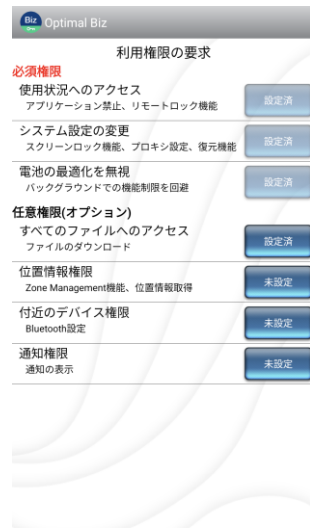 Biz
Optimal Biz
利用権限の要求
必須権限
使用状況へのアクセス
アプリケーション禁止、リモートロック機能
設定済
システム設定の変更
スクリーンロック機能、プロキシ設定、復元機能
設定済
電池の最適化を無視
バックグラウンドでの機能制限を回避
設定済
任意権限(オプション)
すべてのファイルへのアクセス
ファイルのダウンロード
設定済
位置情報権限
Zone Management機能、位置情報取得
未設定
付近のデバイス権限
Bluetooth設定
未設定
通知権限
通知の表示
未設定